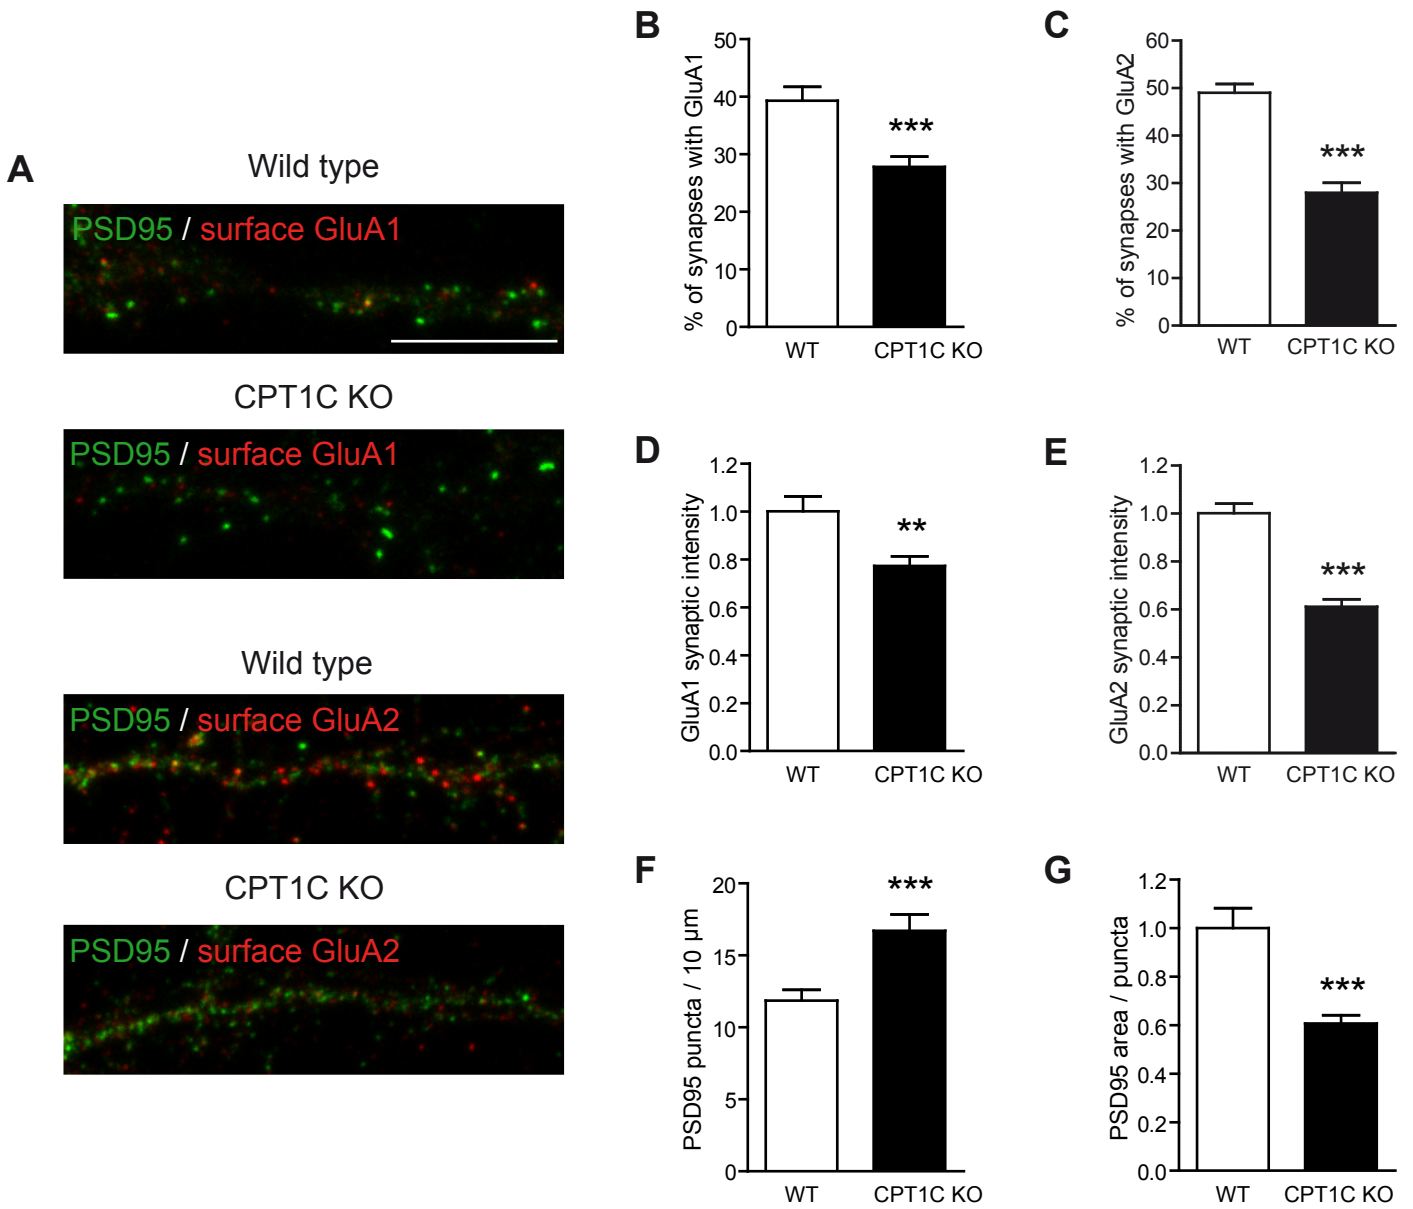 A
Wild type
PSD95 / surface GluA1
CPT1C KO
PSD95 / surface GluA1
Wild type
PSD95 / surface GluA2
CPT1C KO
PSD95 / surface GluA2
B
% of synapses with GluA1
50
40
30
20
10
0
***
WT
CPT1C KO
C
% of synapses with GluA2
60
50
40
30
20
10
0
***
WT
CPT1C KO
D
GluA1 synaptic intensity
1.2
1.0
0.8
0.6
0.4
0.2
0.0
**
WT
CPT1C KO
E
GluA2 synaptic intensity
1.2
1.0
0.8
0.6
0.4
0.2
0.0
***
WT
CPT1C KO
F
PSD95 puncta / 10 µm
20
15
10
5
0
***
WT
CPT1C KO
G
PSD95 area / puncta
1.2
1.0
0.8
0.6
0.4
0.2
0.0
***
WT
CPT1C KO